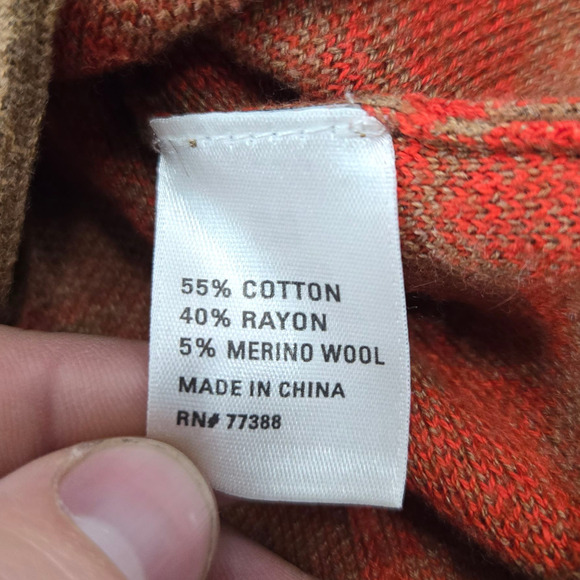 55% COTTON
40% RAYON
5% MERINO WOOL
MADE IN CHINA
RN# 77388